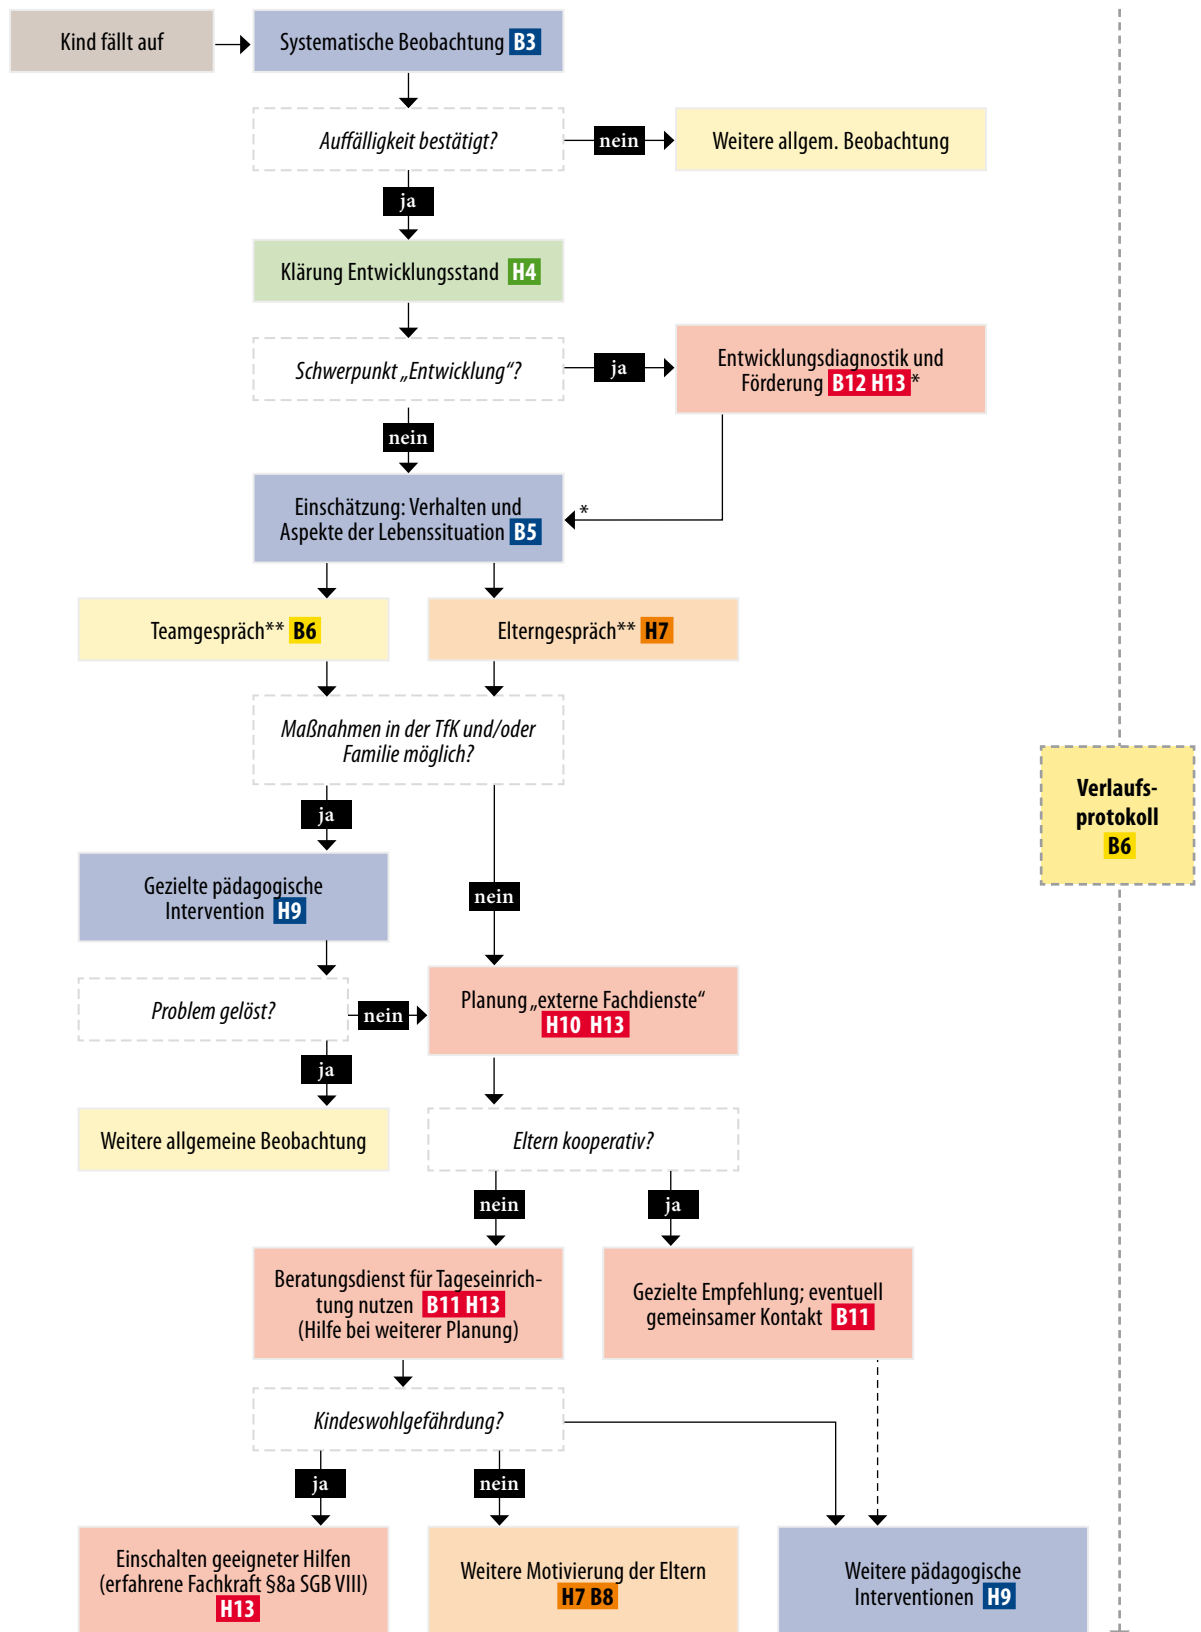 Kind fällt auf
Systematische Beobachtung B3
Auffälligkeit bestätigt?
nein
Weitere allgem. Beobachtung
ja
Klärung Entwicklungsstand H4
Schwerpunkt „Entwicklung“?
ja
Entwicklungsdiagnostik und
Förderung B12 H13 *
nein
Einschätzung: Verhalten und
Aspekte der Lebenssituation B5
*
Teamgespräch** B6
Elterngespräch** H7
Maßnahmen in der TfK und/oder
Familie möglich?
Verlaufs-
protokoll
B6
ja
Gezielte pädagogische
Intervention H9
nein
Problem gelöst?
nein
Planung „externe Fachdienste“
H10 H13
ja
Weitere allgemeine Beobachtung
Eltern kooperativ?
nein
ja
Beratungsdienst für Tageseinrich-
tung nutzen B11 H13
(Hilfe bei weiterer Planung)
Gezielte Empfehlung; eventuell
gemeinsamer Kontakt B11
Kindeswohlgefährdung?
ja
nein
Einschalten geeigneter Hilfen
(erfahrene Fachkraft §8a SGB VIII)
H13
Weitere Motivierung der Eltern
H7 B8
Weitere pädagogische
Interventionen H9